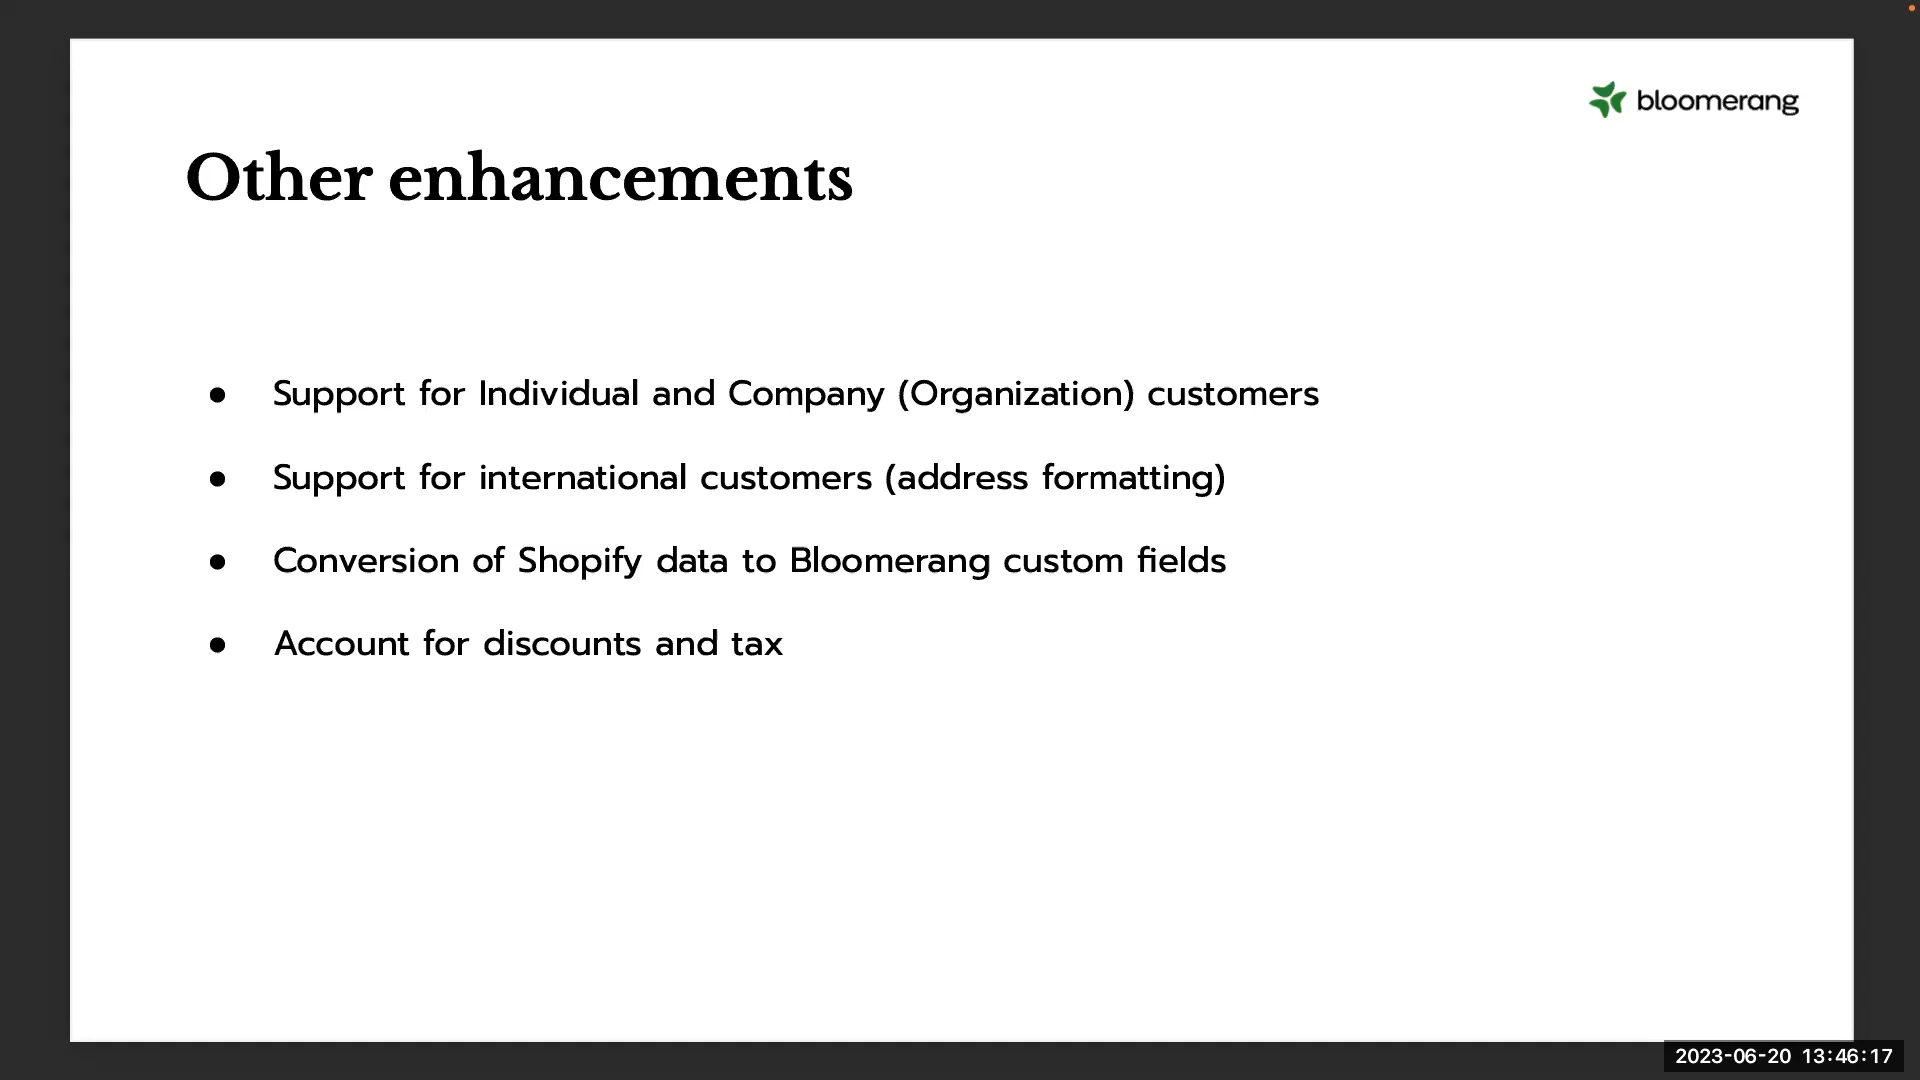 bloomerang
Other enhancements
● Support for Individual and Company (Organization) customers
● Support for international customers (address formatting)
● Conversion of Shopify data to Bloomerang custom fields
● Account for discounts and tax
2023-06-20 13:46:17